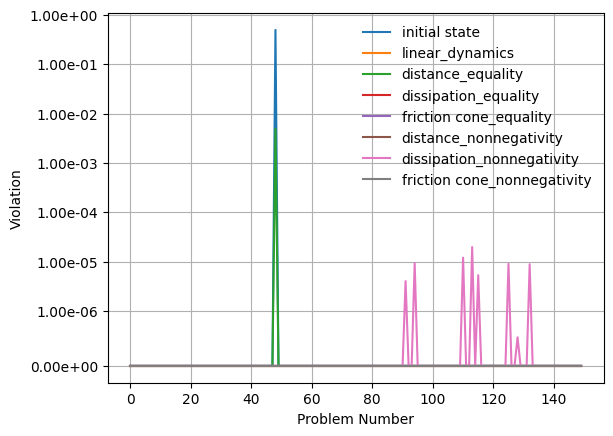 1.00e+00
1.00e-01
1.00e-02
1.00e-03
1.00e-04
1.00e-05
1.00e-06
0.00e+00
Violation
initial state
linear_dynamics
distance_equality
dissipation_equality
friction cone_equality
distance_nonnegativity
dissipation_nonnegativity
friction cone_nonnegativity
0 20 40 60 80 100 120 140
Problem Number